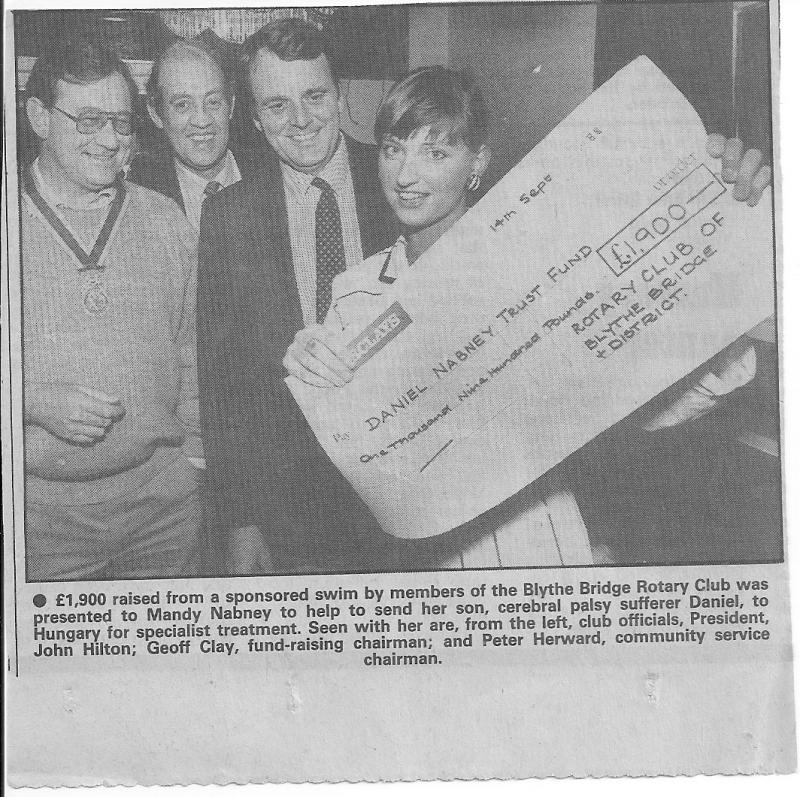 14th Sept 88
BARCLAYS
OR ORDER
Pay DANIEL NABNEY TRUST FUND
£1,900—
One Thousand Nine Hundred Pounds.
ROTARY CLUB OF
BLYTHE BRIDGE
+ DISTRICT.
● £1,900 raised from a sponsored swim by members of the Blythe Bridge Rotary Club was
presented to Mandy Nabney to help to send her son, cerebral palsy sufferer Daniel, to
Hungary for specialist treatment. Seen with her are, from the left, club officials, President,
John Hilton; Geoff Clay, fund-raising chairman; and Peter Herward, community service
chairman.